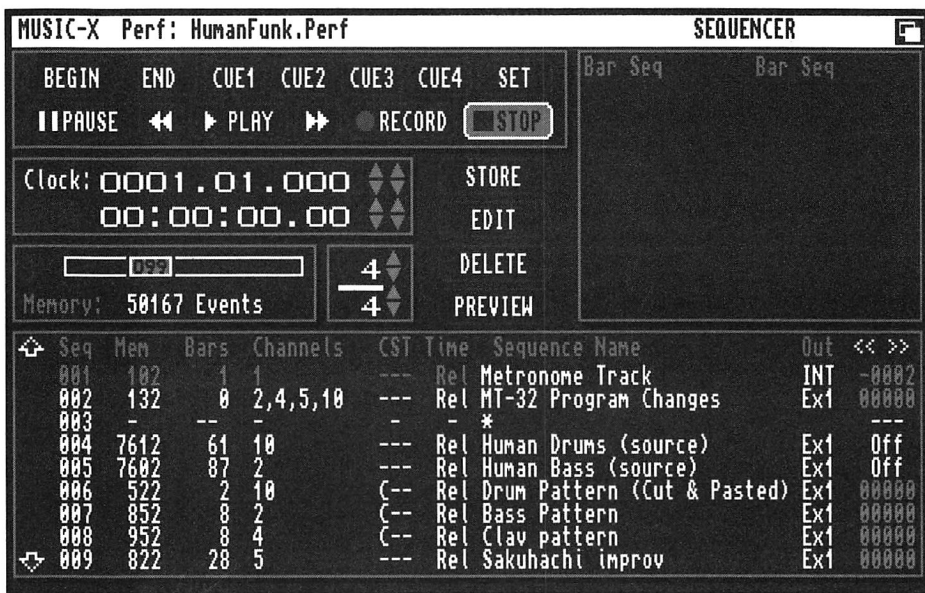 MUSIC-X Perf: HumanFunk.Perf SEQUENCER
BEGIN END CUE1 CUE2 CUE3 CUE4 SET
PAUSE PLAY RECORD STOP
Bar Seq Bar Seq
Clock: 0001.01.000
00:00:00.00
STORE
EDIT
DELETE
PREVIEW
099
Memory: 50167 Events
4
4
Seq Mem Bars Channels CST Time Sequence Name Out << >>
001 102 1 1 --- Rel Metronome Track INT -0002
002 132 0 2,4,5,10 --- Rel MT-32 Program Changes Ex1 00000
003 - -- - - - * ---
004 7612 61 10 --- Rel Human Drums (source) Ex1 Off
005 7602 87 2 --- Rel Human Bass (source) Ex1 Off
006 522 2 10 C-- Rel Drum Pattern (Cut & Pasted) Ex1 00000
007 852 8 2 C-- Rel Bass Pattern Ex1 00000
008 952 8 4 C-- Rel Clav pattern Ex1 00000
009 822 28 5 --- Rel Sakuhachi improv Ex1 00000